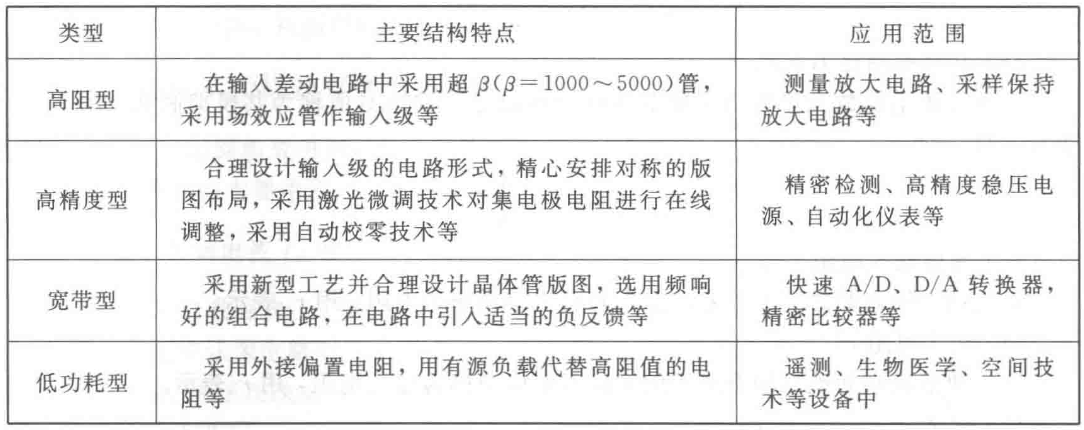 类型 主要结构特点 应用范围
高阻型
在输入差动电路中采用超 β(β=1000～5000)管，
采用场效应管作输入级等
测量放大电路、采样保持
放大电路等
高精度型
合理设计输入级的电路形式，精心安排对称的版
图布局，采用激光微调技术对集电极电阻进行在线
调整，采用自动校零技术等
精密检测、高精度稳压电
源、自动化仪表等
宽带型
采用新型工艺并合理设计晶体管版图，选用频响
好的组合电路，在电路中引入适当的负反馈等
快速 A/D、D/A 转换器，
精密比较器等
低功耗型
采用外接偏置电阻，用有源负载代替高阻值的电
阻等
遥测、生物医学、空间技
术等设备中